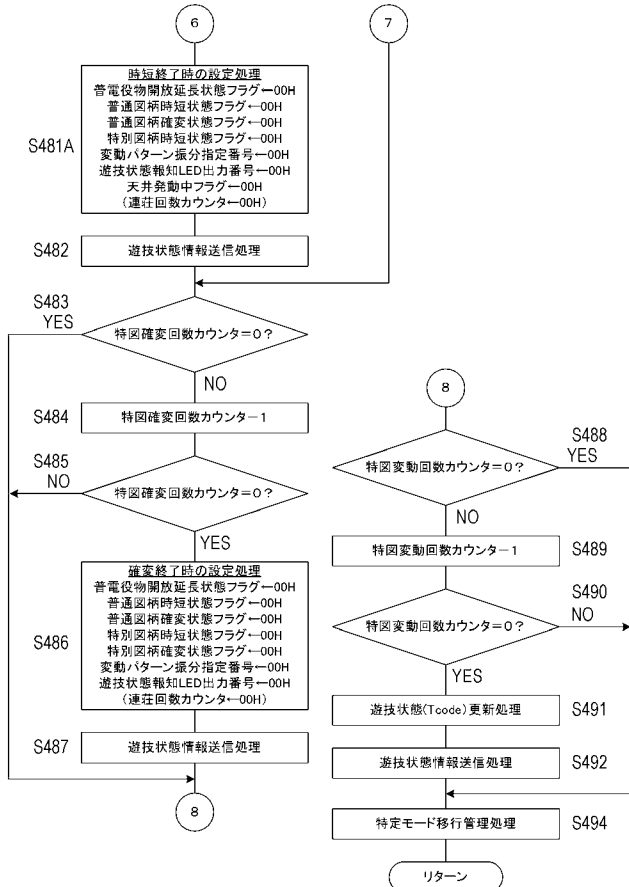 6
7
時短終了時の設定処理
普電役物開放延長状態フラグ←00H
普通図柄時短状態フラグ←00H
普通図柄確変状態フラグ←00H
特別図柄時短状態フラグ←00H
変動パターン振分指定番号←00H
遊技状態報知LED出力番号←00H
天井発動中フラグ←00H
(連荘回数カウンタ←00H)
S481A
S482
遊技状態情報送信処理
S483
YES
特図確変回数カウンタ=0?
NO
S484
特図確変回数カウンター1
S485
NO
特図確変回数カウンタ=0?
YES
確変終了時の設定処理
普電役物開放延長状態フラグ←00H
普通図柄時短状態フラグ←00H
普通図柄確変状態フラグ←00H
特別図柄時短状態フラグ←00H
特別図柄確変状態フラグ←00H
変動パターン振分指定番号←00H
遊技状態報知LED出力番号←00H
(連荘回数カウンタ←00H)
S486
S487
遊技状態情報送信処理
8
8
S488
YES
特図変動回数カウンタ=0?
NO
特図変動回数カウンター1
S489
S490
NO
特図変動回数カウンタ=0?
YES
遊技状態(Tcode)更新処理
S491
遊技状態情報送信処理
S492
特定モード移行管理処理
S494
リターン